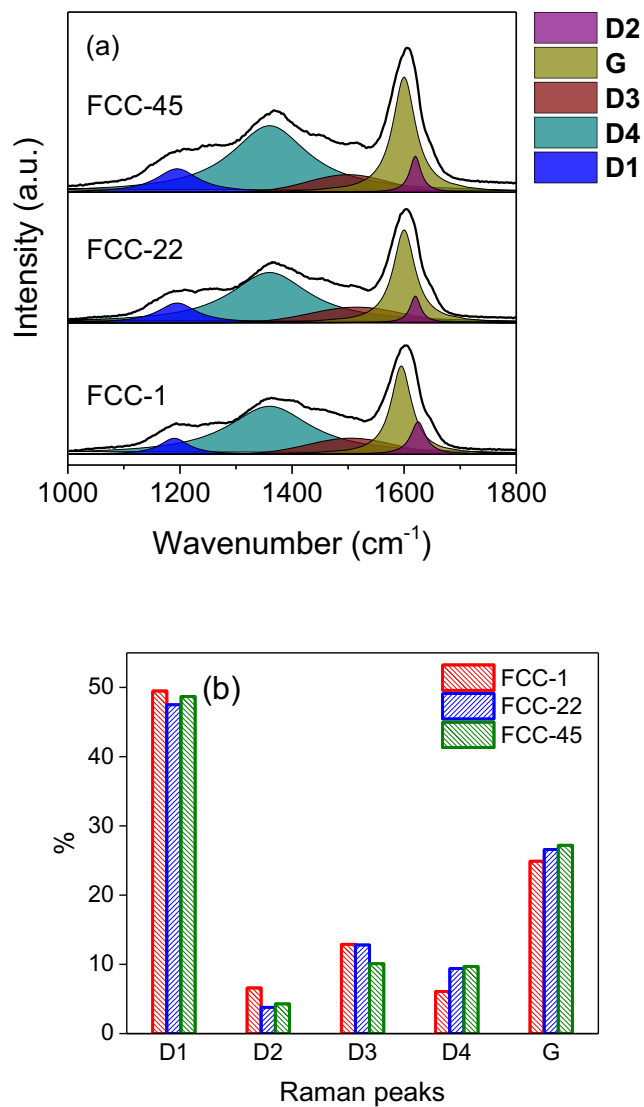 (a)
FCC-45
FCC-22
FCC-1
Intensity (a.u.)
1000 1200 1400 1600 1800
Wavenumber (cm⁻¹)
D2
G
D3
D4
D1
(b)
FCC-1
FCC-22
FCC-45
50
40
30
20
10
0
%
D1 D2 D3 D4 G
Raman peaks